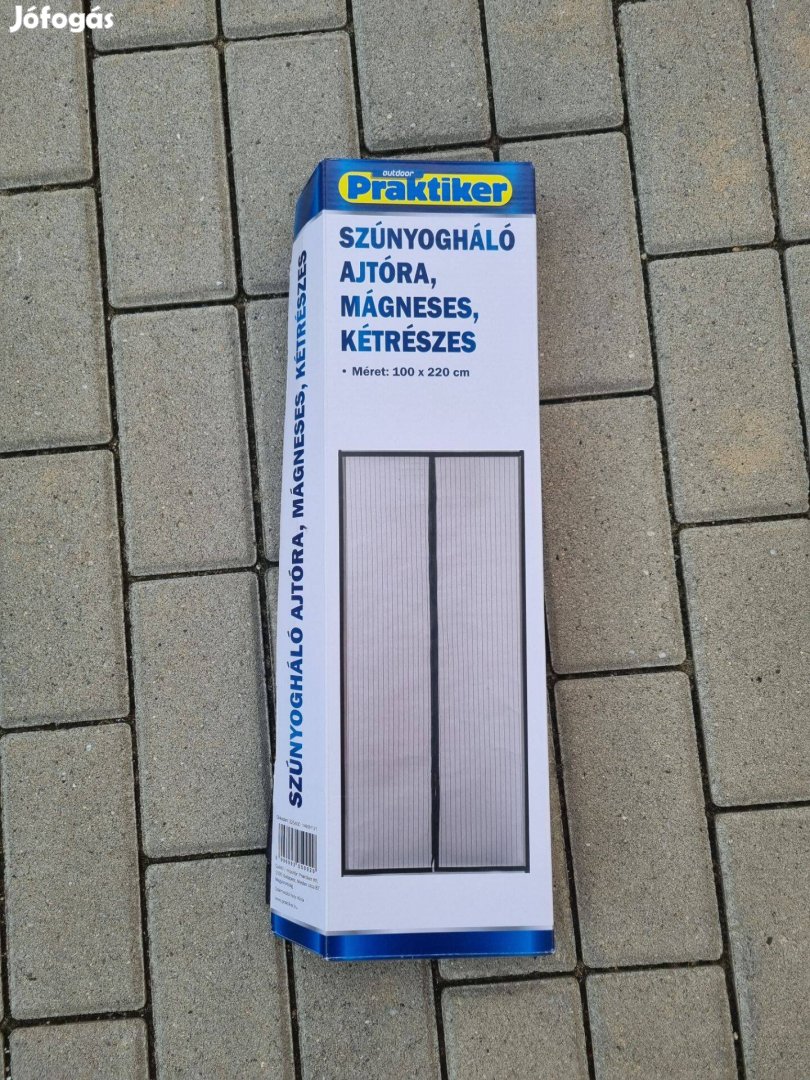 Jófogás
outdoor
Praktiker
SZÚNYOGHÁLÓ
AJTÓRA,
MÁGNESES,
KÉTRÉSZES
• Méret: 100 x 220 cm
SZÚNYOGHÁLÓ AJTÓRA, MÁGNESES, KÉTRÉSZES